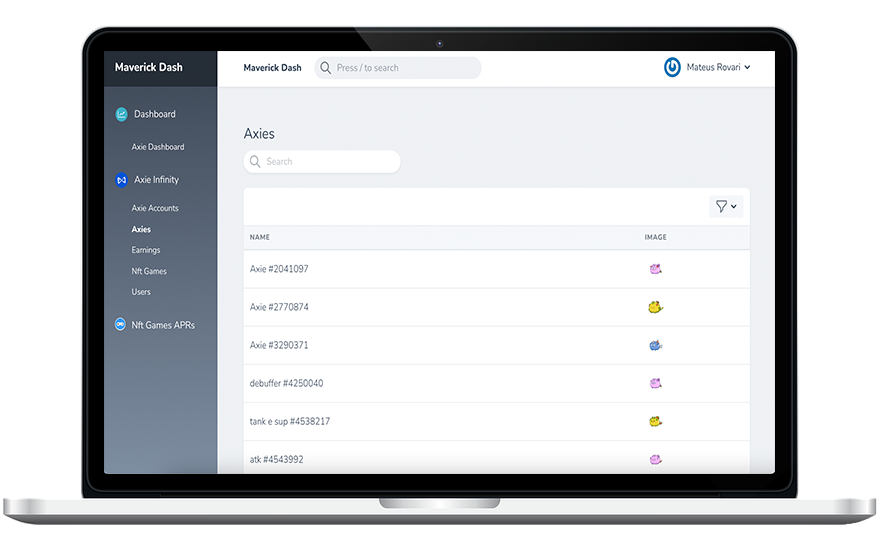 Maverick Dash
Maverick Dash
Press / to search
Mateus Rovari
Dashboard
Axie Dashboard
Axie Infinity
Axie Accounts
Axies
Earnings
Nft Games
Users
Nft Games APRs
Axies
Search
NAME IMAGE
Axie #2041097
Axie #2770874
Axie #3290371
debuffer #4250040
tank e sup #4538217
atk #4543992